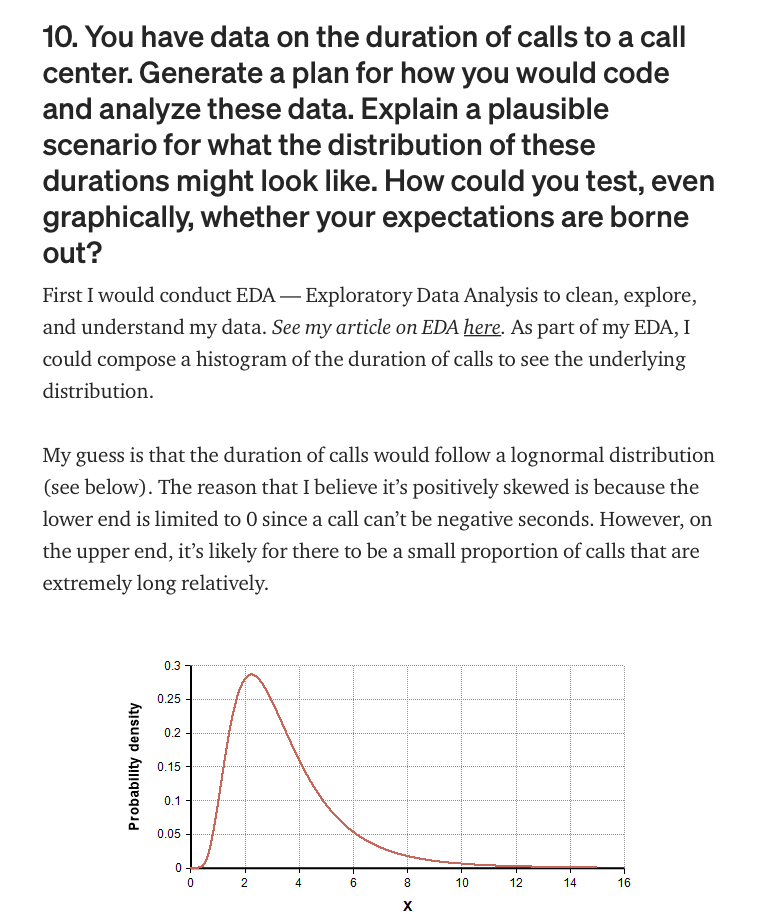 10. You have data on the duration of calls to a call
center. Generate a plan for how you would code
and analyze these data. Explain a plausible
scenario for what the distribution of these
durations might look like. How could you test, even
graphically, whether your expectations are borne
out?
First I would conduct EDA — Exploratory Data Analysis to clean, explore,
and understand my data. See my article on EDA here. As part of my EDA, I
could compose a histogram of the duration of calls to see the underlying
distribution.
My guess is that the duration of calls would follow a lognormal distribution
(see below). The reason that I believe it’s positively skewed is because the
lower end is limited to 0 since a call can’t be negative seconds. However, on
the upper end, it’s likely for there to be a small proportion of calls that are
extremely long relatively.
Probability density
0.3
0.25
0.2
0.15
0.1
0.05
0
0 2 4 6 8 10 12 14 16
X